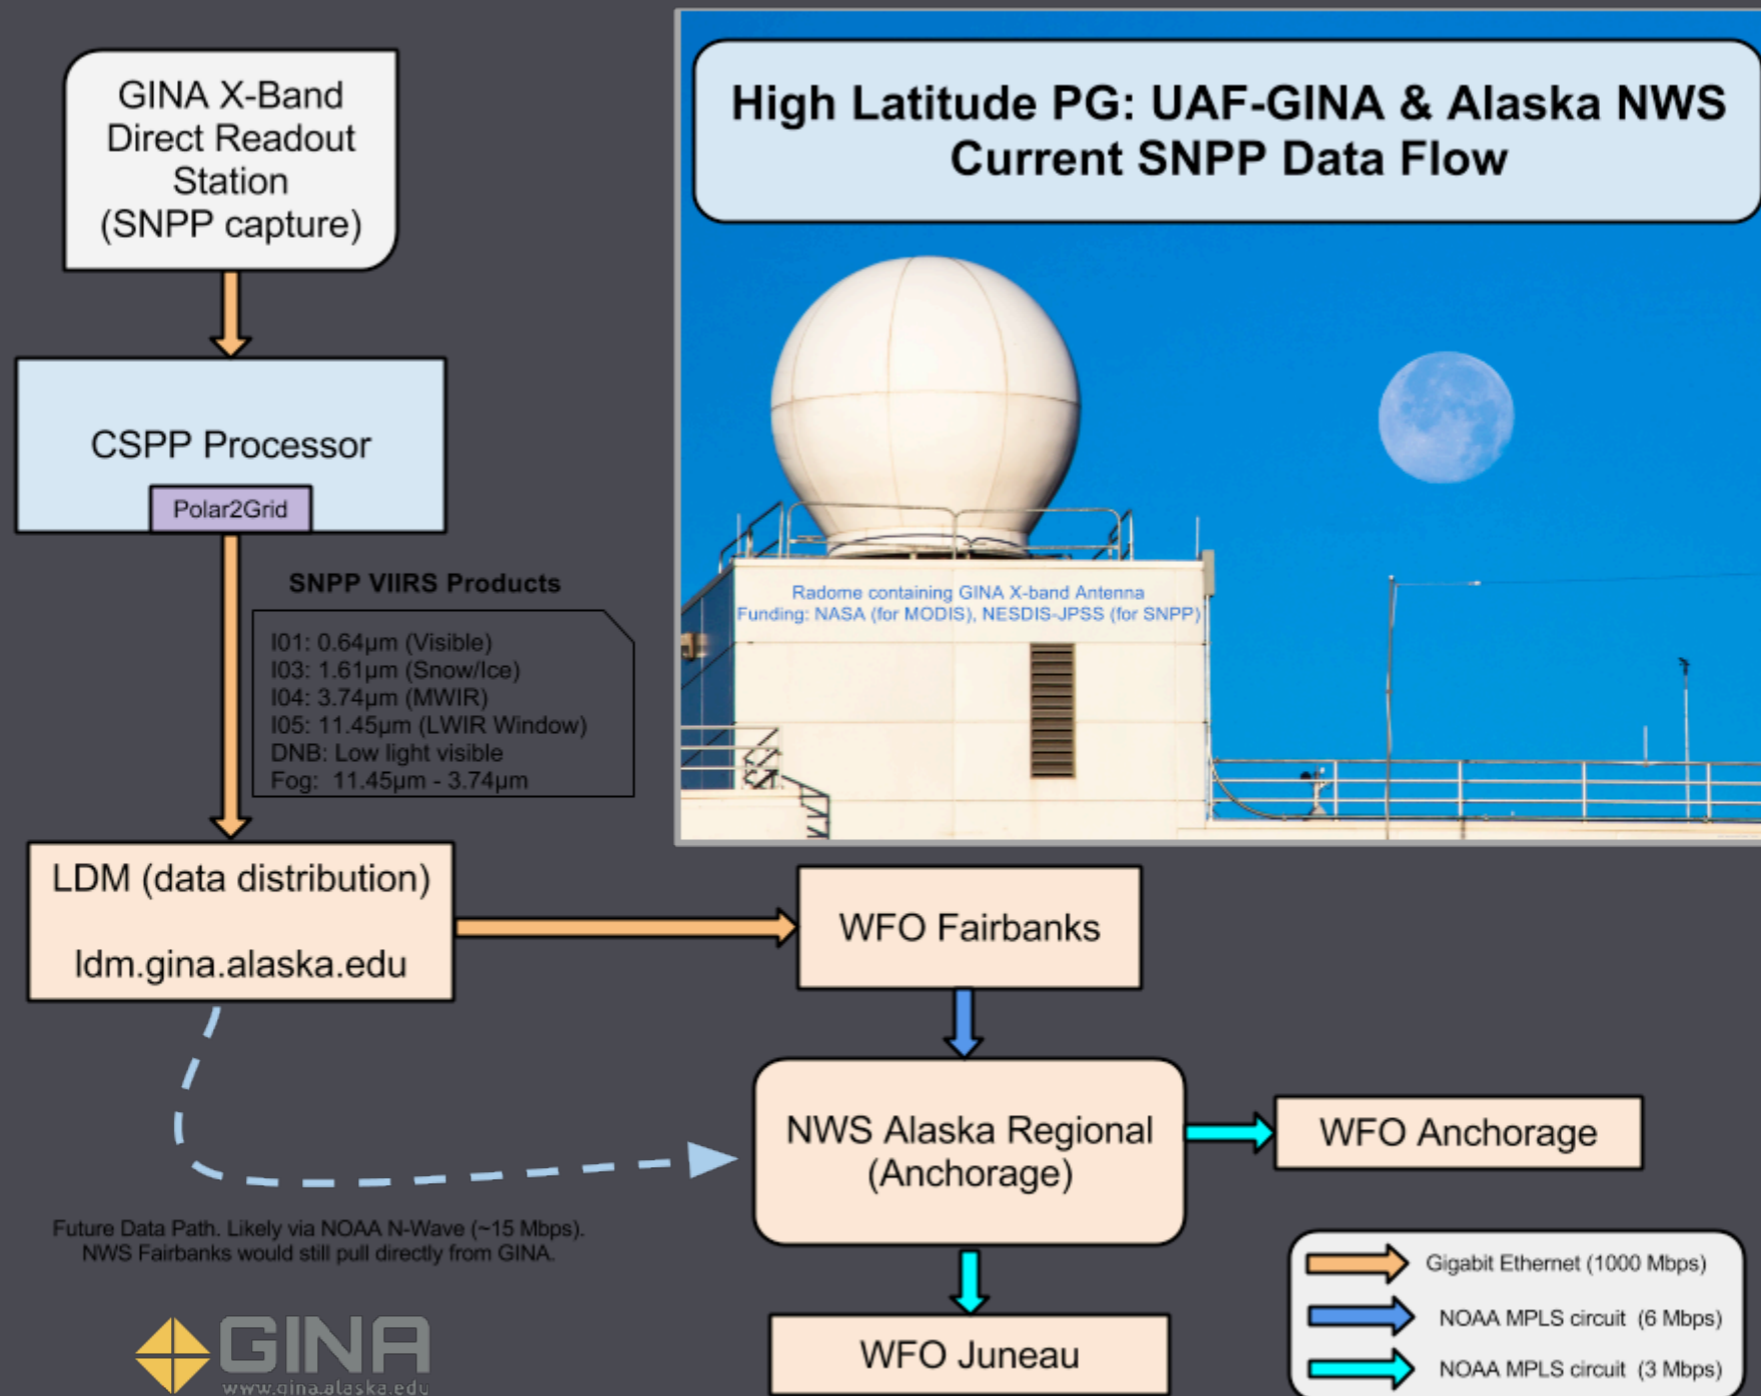 GINA X-Band
Direct Readout
Station
(SNPP capture)
High Latitude PG: UAF-GINA & Alaska NWS
Current SNPP Data Flow
CSPP Processor
Polar2Grid
SNPP VIIRS Products
I01: 0.64µm (Visible)
I03: 1.61µm (Snow/Ice)
I04: 3.74µm (MWIR)
I05: 11.45µm (LWIR Window)
DNB: Low light visible
Fog: 11.45µm - 3.74µm
Radome containing GINA X-band Antenna
Funding: NASA (for MODIS), NESDIS-JPSS (for SNPP)
LDM (data distribution)
ldm.gina.alaska.edu
WFO Fairbanks
NWS Alaska Regional
(Anchorage)
WFO Anchorage
Future Data Path. Likely via NOAA N-Wave (~15 Mbps).
NWS Fairbanks would still pull directly from GINA.
WFO Juneau
Gigabit Ethernet (1000 Mbps)
NOAA MPLS circuit (6 Mbps)
NOAA MPLS circuit (3 Mbps)
GINA
www.gina.alaska.edu